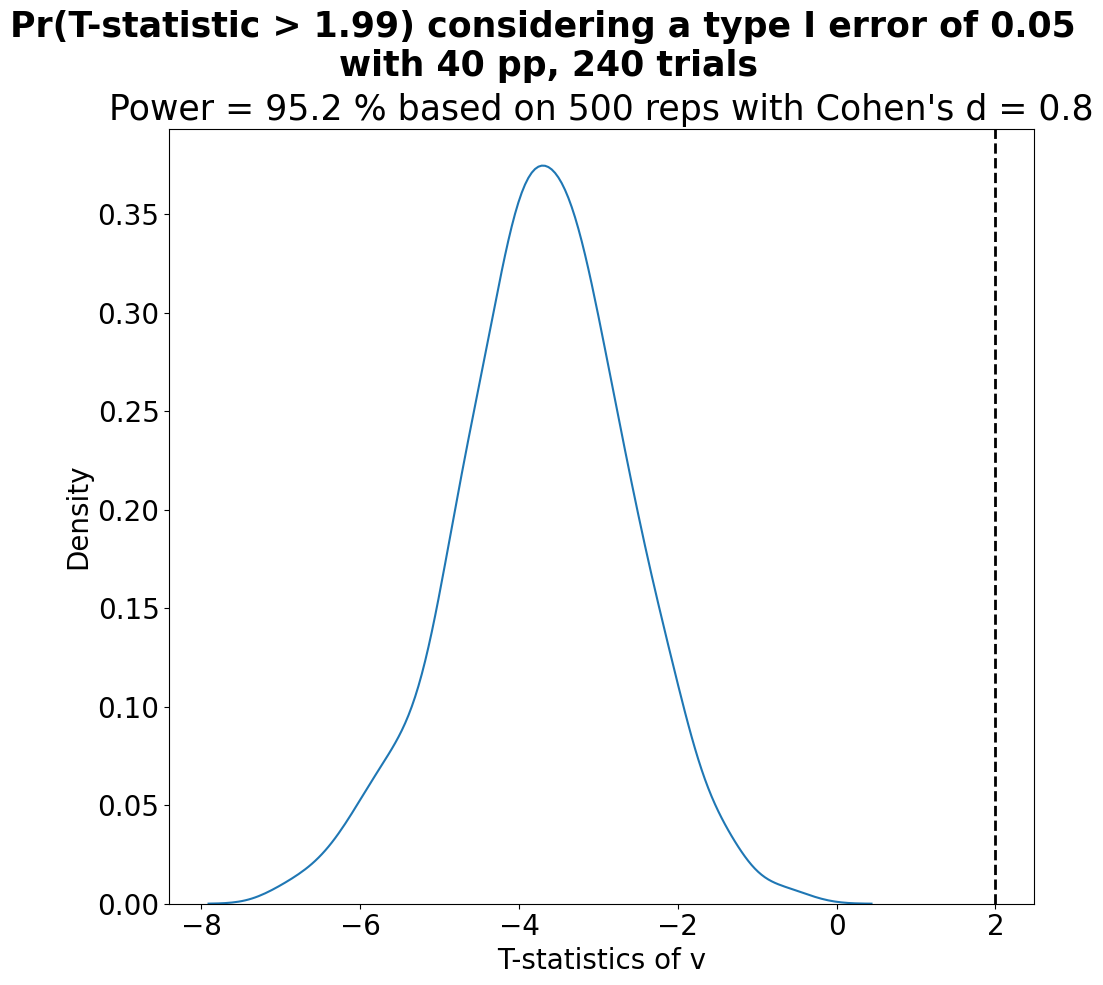 Pr(T-statistic > 1.99) considering a type I error of 0.05
with 40 pp, 240 trials
Power = 95.2 % based on 500 reps with Cohen's d = 0.8
0.35
0.30
0.25
0.20
0.15
0.10
0.05
0.00
Density
−8
−6
−4
−2
0
2
T-statistics of v